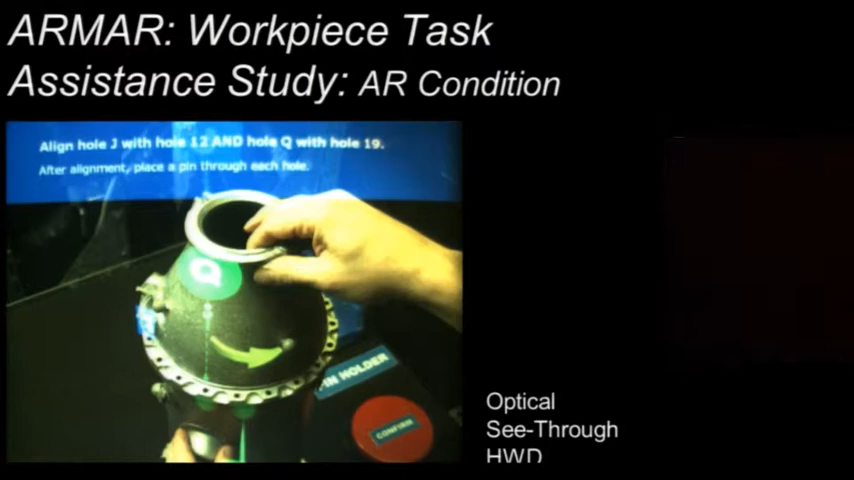 ARMAR: Workpiece Task
Assistance Study: AR Condition
Align hole J with hole 12 AND hole Q with hole 19.
After alignment, place a pin through each hole.
Q
PIN HOLDER
CONFIRM
Optical
See-Through
HWD